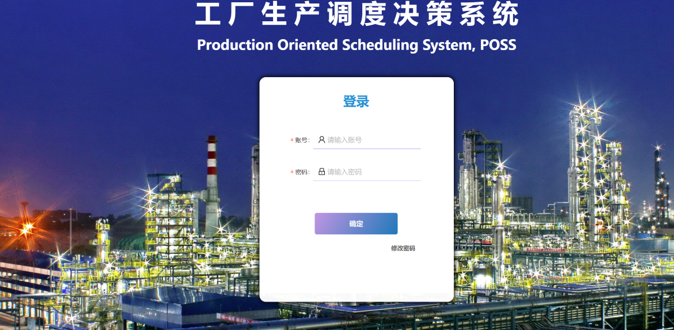 工厂生产调度决策系统
Production Oriented Scheduling System, POSS
登录
* 账号: 请输入账号
* 密码: 请输入密码
确定
修改密码